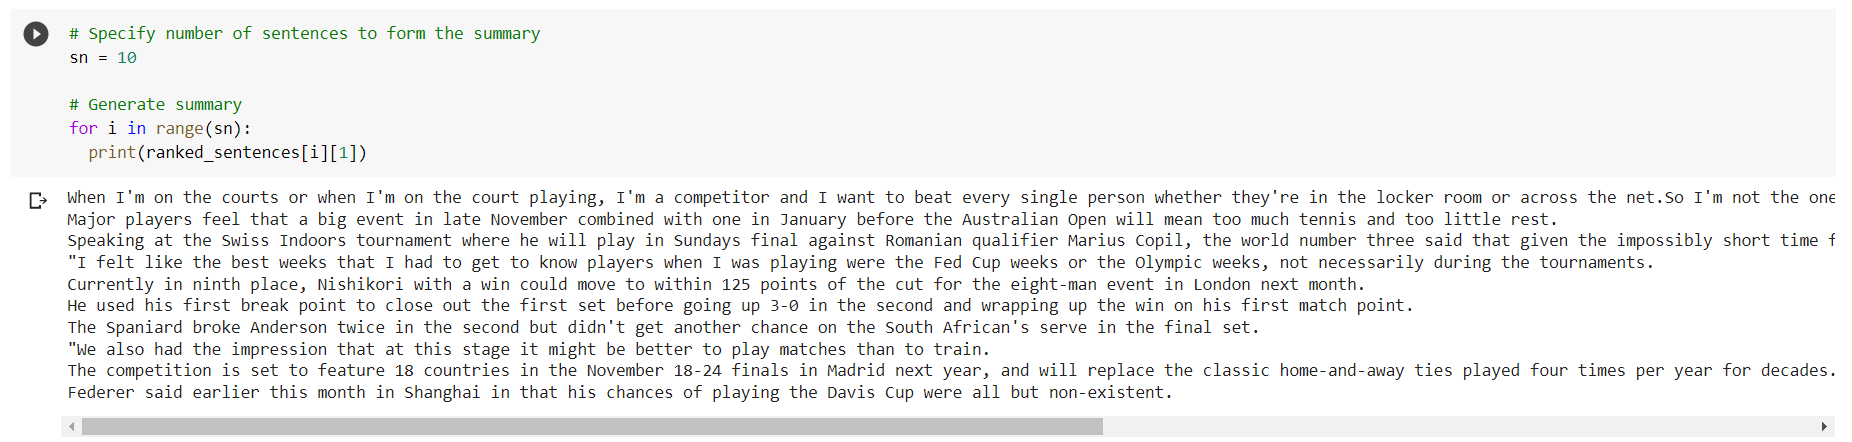 # Specify number of sentences to form the summary
sn = 10
# Generate summary
for i in range(sn):
  print(ranked_sentences[i][1])
When I'm on the courts or when I'm on the court playing, I'm a competitor and I want to beat every single person whether they're in the locker room or across the net.So I'm not the one
Major players feel that a big event in late November combined with one in January before the Australian Open will mean too much tennis and too little rest.
Speaking at the Swiss Indoors tournament where he will play in Sundays final against Romanian qualifier Marius Copil, the world number three said that given the impossibly short time f
"I felt like the best weeks that I had to get to know players when I was playing were the Fed Cup weeks or the Olympic weeks, not necessarily during the tournaments.
Currently in ninth place, Nishikori with a win could move to within 125 points of the cut for the eight-man event in London next month.
He used his first break point to close out the first set before going up 3-0 in the second and wrapping up the win on his first match point.
The Spaniard broke Anderson twice in the second but didn't get another chance on the South African's serve in the final set.
"We also had the impression that at this stage it might be better to play matches than to train.
The competition is set to feature 18 countries in the November 18-24 finals in Madrid next year, and will replace the classic home-and-away ties played four times per year for decades.
Federer said earlier this month in Shanghai in that his chances of playing the Davis Cup were all but non-existent.